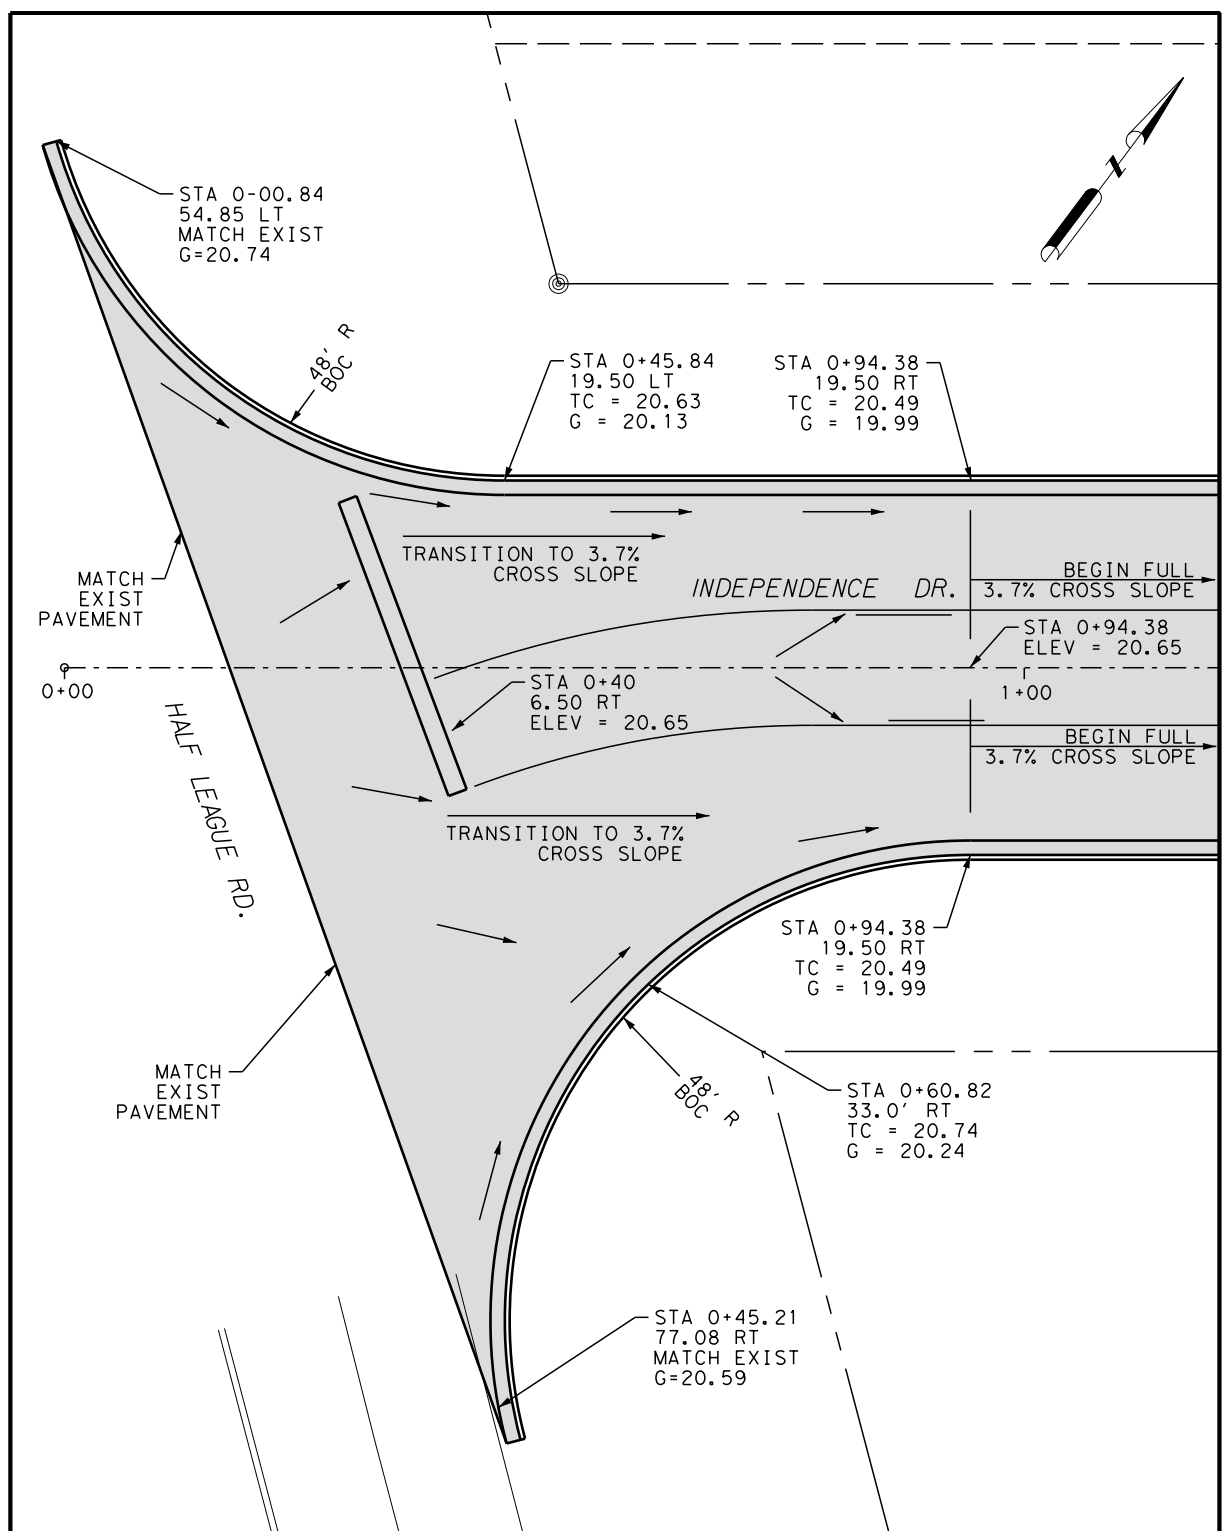 STA 0-00.84
54.85 LT
MATCH EXIST
G=20.74
48' R
BOC
STA 0+45.84
19.50 LT
TC = 20.63
G = 20.13
STA 0+94.38
19.50 RT
TC = 20.49
G = 19.99
TRANSITION TO 3.7%
CROSS SLOPE
MATCH
EXIST
PAVEMENT
INDEPENDENCE DR.
BEGIN FULL
3.7% CROSS SLOPE
STA 0+94.38
ELEV = 20.65
0+00
1+00
STA 0+40
6.50 RT
ELEV = 20.65
HALF LEAGUE RD.
BEGIN FULL
3.7% CROSS SLOPE
TRANSITION TO 3.7%
CROSS SLOPE
STA 0+94.38
19.50 RT
TC = 20.49
G = 19.99
MATCH
EXIST
PAVEMENT
48' R
BOC
STA 0+60.82
33.0' RT
TC = 20.74
G = 20.24
STA 0+45.21
77.08 RT
MATCH EXIST
G=20.59
N